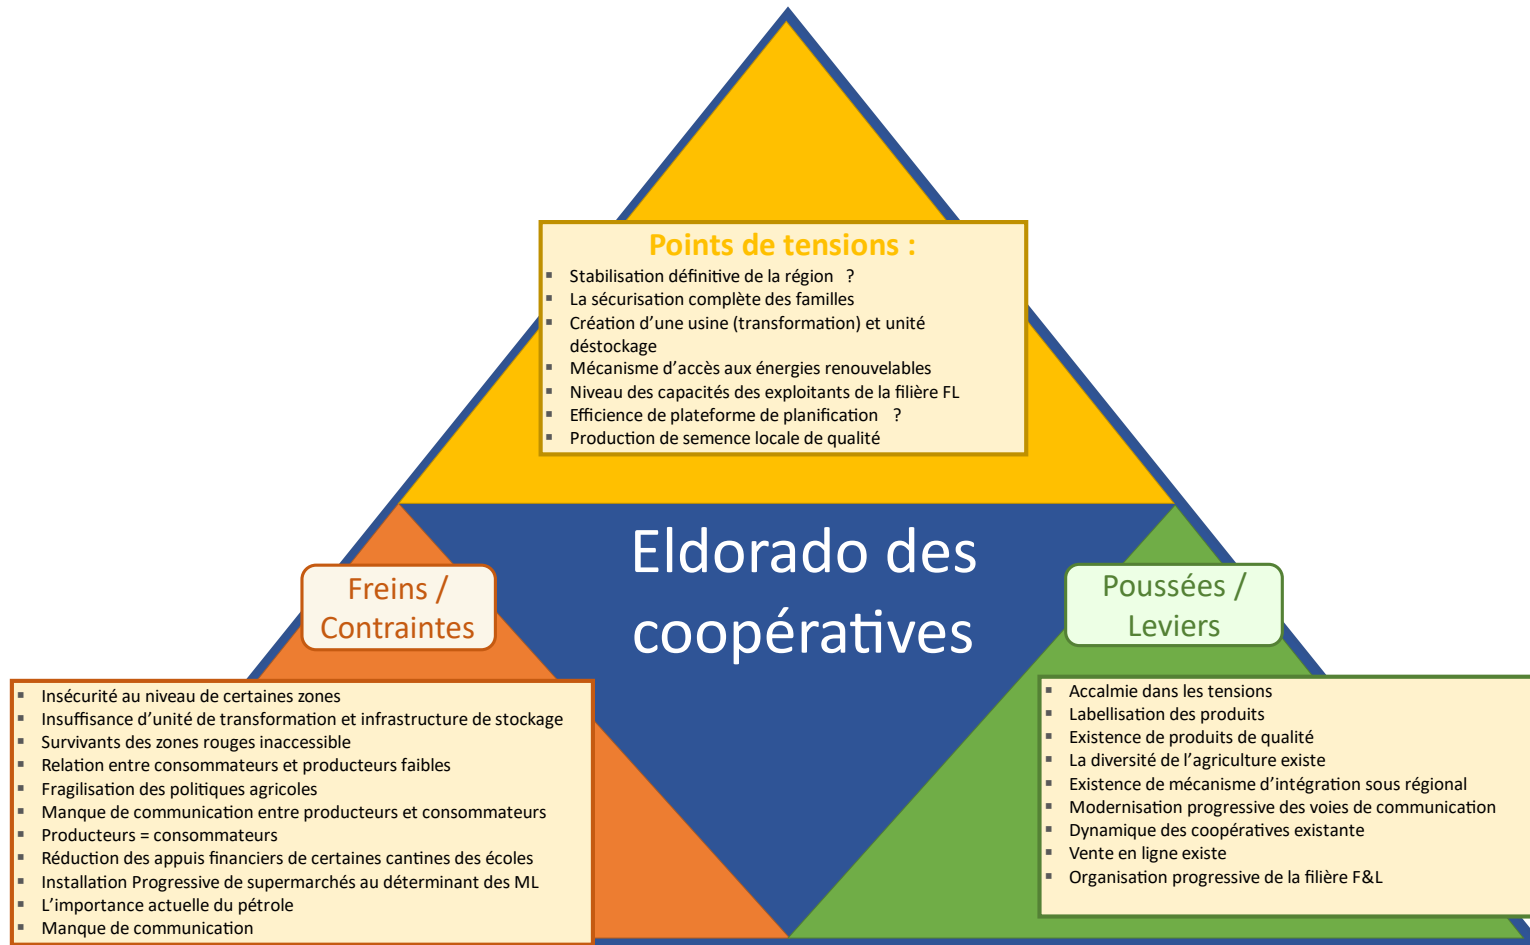 Points de tensions :
▪ Stabilisation définitive de la région ?
▪ La sécurisation complète des familles
▪ Création d'une usine (transformation) et unité
déstockage
▪ Mécanisme d'accès aux énergies renouvelables
▪ Niveau des capacités des exploitants de la filière FL
▪ Efficience de plateforme de planification ?
▪ Production de semence locale de qualité
Eldorado des
coopératives
Freins /
Contraintes
▪ Insécurité au niveau de certaines zones
▪ Insuffisance d'unité de transformation et infrastructure de stockage
▪ Survivants des zones rouges inaccessible
▪ Relation entre consommateurs et producteurs faibles
▪ Fragilisation des politiques agricoles
▪ Manque de communication entre producteurs et consommateurs
▪ Producteurs = consommateurs
▪ Réduction des appuis financiers de certaines cantines des écoles
▪ Installation Progressive de supermarchés au déterminant des ML
▪ L'importance actuelle du pétrole
▪ Manque de communication
Poussées /
Leviers
▪ Accalmie dans les tensions
▪ Labellisation des produits
▪ Existence de produits de qualité
▪ La diversité de l'agriculture existe
▪ Existence de mécanisme d'intégration sous régional
▪ Modernisation progressive des voies de communication
▪ Dynamique des coopératives existante
▪ Vente en ligne existe
▪ Organisation progressive de la filière F&L